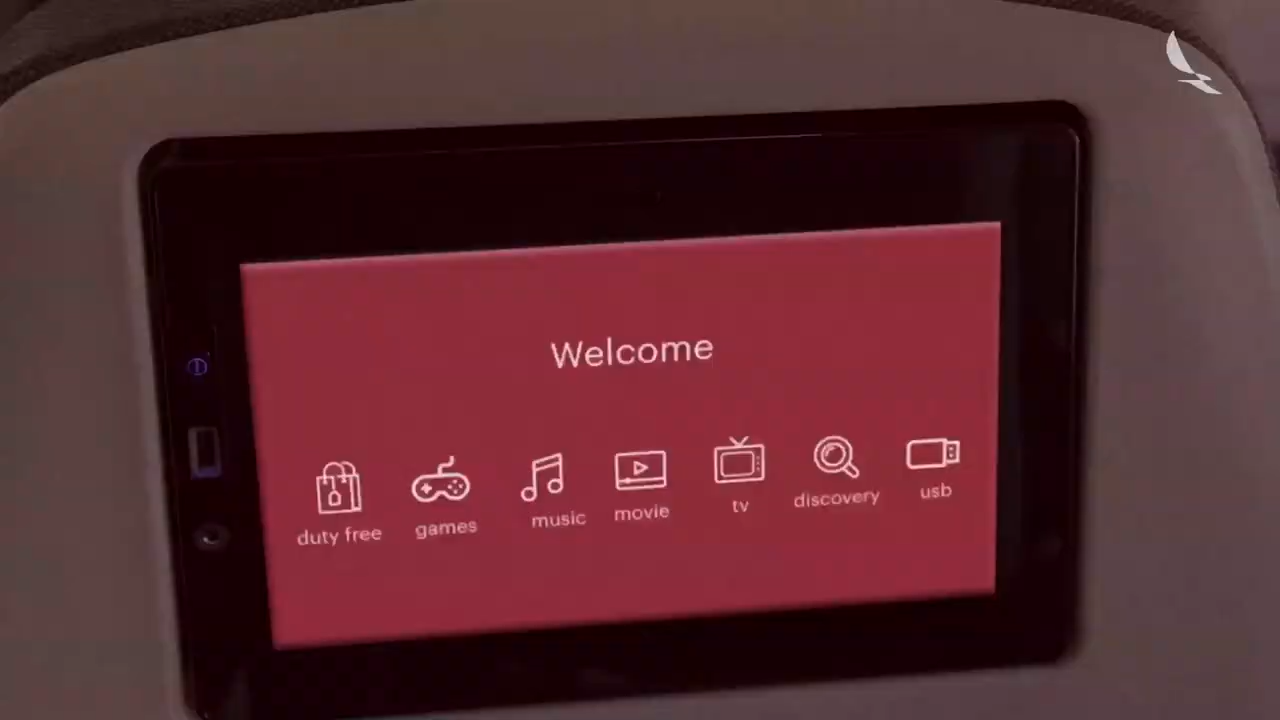 Welcome
duty free
games
music
movie
tv
discovery
usb